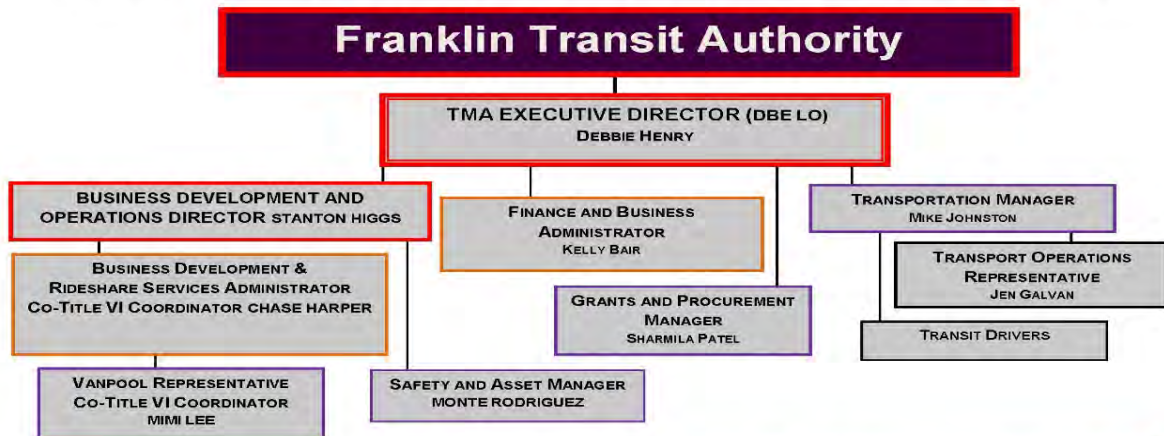 Franklin Transit Authority
TMA EXECUTIVE DIRECTOR (DBE LO)
DEBBIE HENRY
BUSINESS DEVELOPMENT AND
OPERATIONS DIRECTOR STANTON HIGGS
FINANCE AND BUSINESS
ADMINISTRATOR
KELLY BAIR
TRANSPORTATION MANAGER
MIKE JOHNSTON
BUSINESS DEVELOPMENT &
RIDESHARE SERVICES ADMINISTRATOR
CO-TITLE VI COORDINATOR CHASE HARPER
GRANTS AND PROCUREMENT
MANAGER
SHARMILA PATEL
TRANSPORT OPERATIONS
REPRESENTATIVE
JEN GALVAN
TRANSIT DRIVERS
VANPOOL REPRESENTATIVE
CO-TITLE VI COORDINATOR
MIMI LEE
SAFETY AND ASSET MANAGER
MONTE RODRIGUEZ